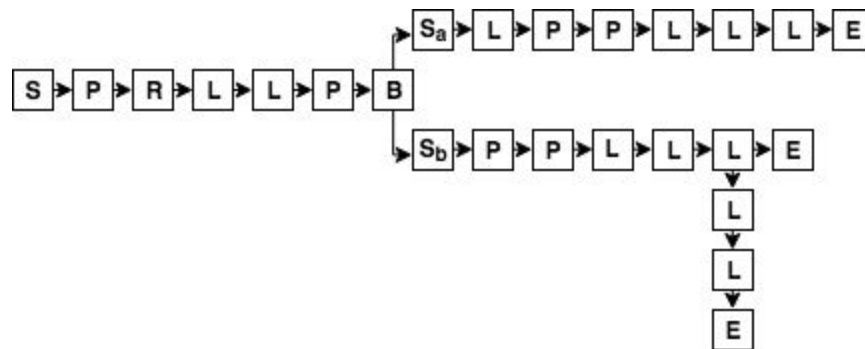 Sa L P P L L L E
S P R L L P B
Sb P P L L L E
L
L
E